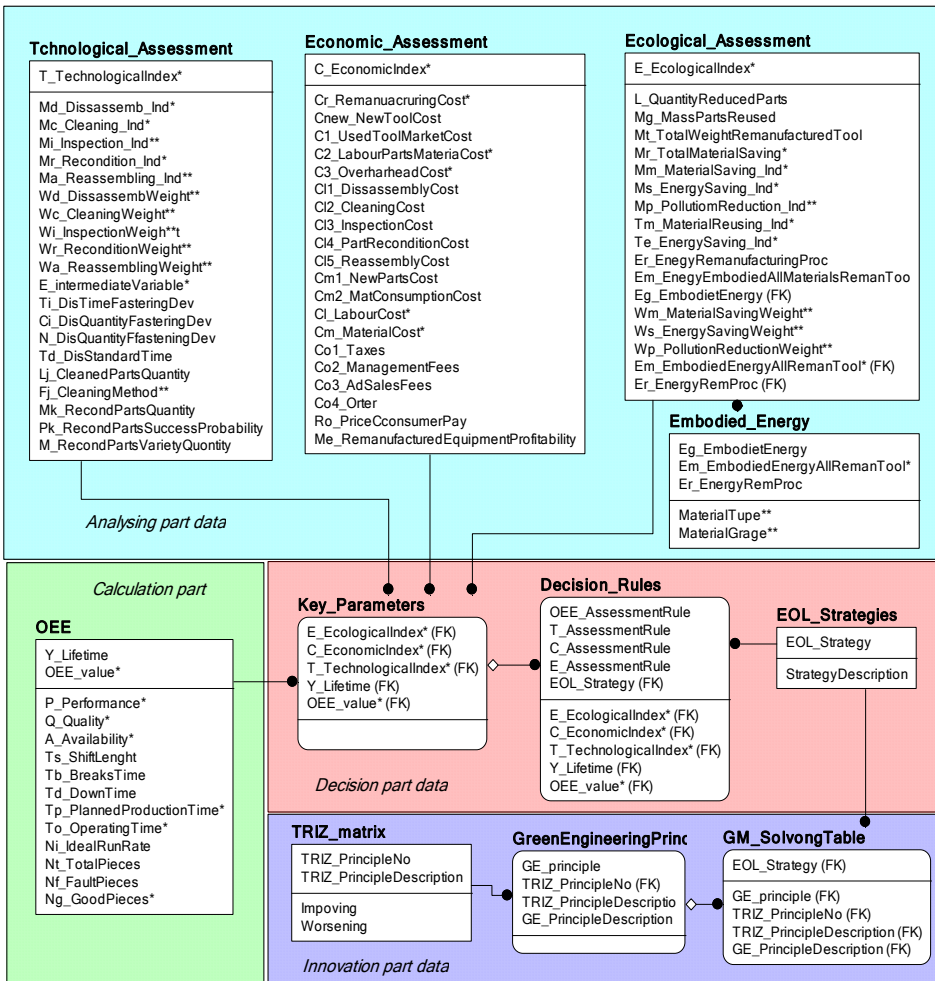 Tchnological_Assessment
T_TechnologicalIndex*
Md_Dissassemb_Ind*
Mc_Cleaning_Ind*
Mi_Inspection_Ind**
Mr_Recondition_Ind*
Ma_Reassembling_Ind**
Wd_DissassembWeight**
Wc_CleaningWeight**
Wi_InspectionWeigh**t
Wr_ReconditionWeight**
Wa_ReassemblingWeight**
E_intermediateVariable*
Ti_DisTimeFasteringDev
Ci_DisQuantityFasteringDev
N_DisQuantityFfasteningDev
Td_DisStandardTime
Lj_CleanedPartsQuantity
Fj_CleaningMethod**
Mk_RecondPartsQuantity
Pk_RecondPartsSuccessProbability
M_RecondPartsVarietyQuontity
Economic_Assessment
C_EconomicIndex*
Cr_RemanuacruringCost*
Cnew_NewToolCost
C1_UsedToolMarketCost
C2_LabourPartsMateriaCost*
C3_OverharheadCost*
Cl1_DissassemblyCost
Cl2_CleaningCost
Cl3_InspectionCost
Cl4_PartReconditionCost
Cl5_ReassemblyCost
Cm1_NewPartsCost
Cm2_MatConsumptionCost
Cl_LabourCost*
Cm_MaterialCost*
Co1_Taxes
Co2_ManagementFees
Co3_AdSalesFees
Co4_Orter
Ro_PriceCconsumerPay
Me_RemanufacturedEquipmentProfitability
Ecological_Assessment
E_EcologicalIndex*
L_QuantityReducedParts
Mg_MassPartsReused
Mt_TotalWeightRemanufacturedTool
Mr_TotalMaterialSaving*
Mm_MaterialSaving_Ind*
Ms_EnergySaving_Ind*
Mp_PollutiomReduction_Ind**
Tm_MaterialReusing_Ind*
Te_EnergySaving_Ind*
Er_EnegyRemanufacturingProc
Em_EnegyEmbodiedAllMaterialsRemanToo
Eg_EmbodietEnergy (FK)
Wm_MaterialSavingWeight**
Ws_EnergySavingWeight**
Wp_PollutionReductionWeight**
Em_EmbodiedEnergyAllRemanTool* (FK)
Er_EnergyRemProc (FK)
Embodied_Energy
Eg_EmbodietEnergy
Em_EmbodiedEnergyAllRemanTool*
Er_EnergyRemProc
MaterialTupe**
MaterialGrage**
Analysing part data
Calculation part
OEE
Y_Lifetime
OEE_value*
P_Performance*
Q_Quality*
A_Availability*
Ts_ShiftLenght
Tb_BreaksTime
Td_DownTime
Tp_PlannedProductionTime*
To_OperatingTime*
Ni_IdealRunRate
Nt_TotalPieces
Nf_FaultPieces
Ng_GoodPieces*
Key_Parameters
E_EcologicalIndex* (FK)
C_EconomicIndex* (FK)
T_TechnologicalIndex* (FK)
Y_Lifetime (FK)
OEE_value* (FK)
Decision_Rules
OEE_AssessmentRule
T_AssessmentRule
C_AssessmentRule
E_AssessmentRule
EOL_Strategy (FK)
E_EcologicalIndex* (FK)
C_EconomicIndex* (FK)
T_TechnologicalIndex* (FK)
Y_Lifetime (FK)
OEE_value* (FK)
EOL_Strategies
EOL_Strategy
StrategyDescription
Decision part data
TRIZ_matrix
TRIZ_PrincipleNo
TRIZ_PrincipleDescription
Impoving
Worsening
GreenEngineeringPrinc
GE_principle
TRIZ_PrincipleNo (FK)
TRIZ_PrincipleDescriptio
GE_PrincipleDescription
GM_SolvongTable
EOL_Strategy (FK)
GE_principle (FK)
TRIZ_PrincipleNo (FK)
TRIZ_PrincipleDescription (FK)
GE_PrincipleDescription (FK)
Innovation part data